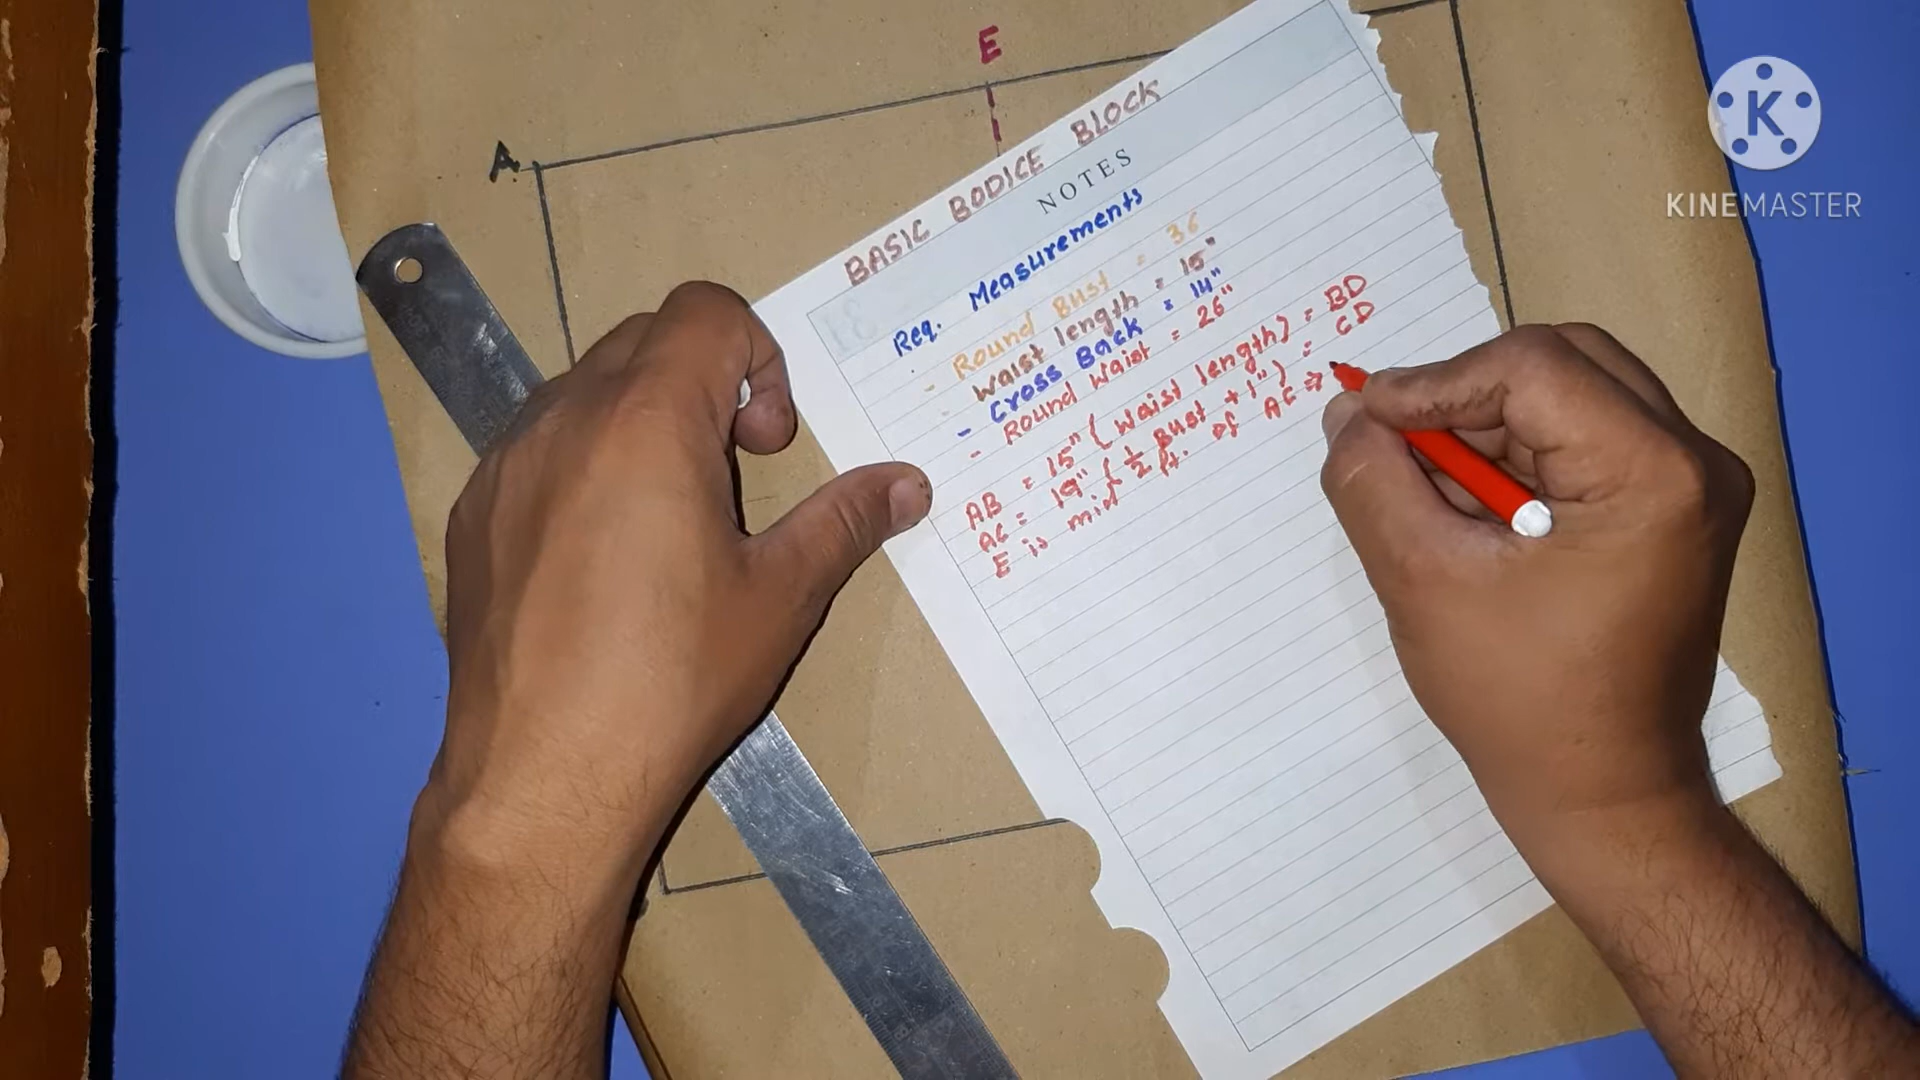 E
A
BASIC BODICE BLOCK
NOTES
Req. Measurements
- Round Bust = 36
- Waist length = 15"
- Cross Back = 14"
- Round Waist = 26"
AB = 15" (Waist length) = BD
AC = 19" (½ Bust + 1") = CD
E is mid pt. of AC ⇒
K
KINEMASTER